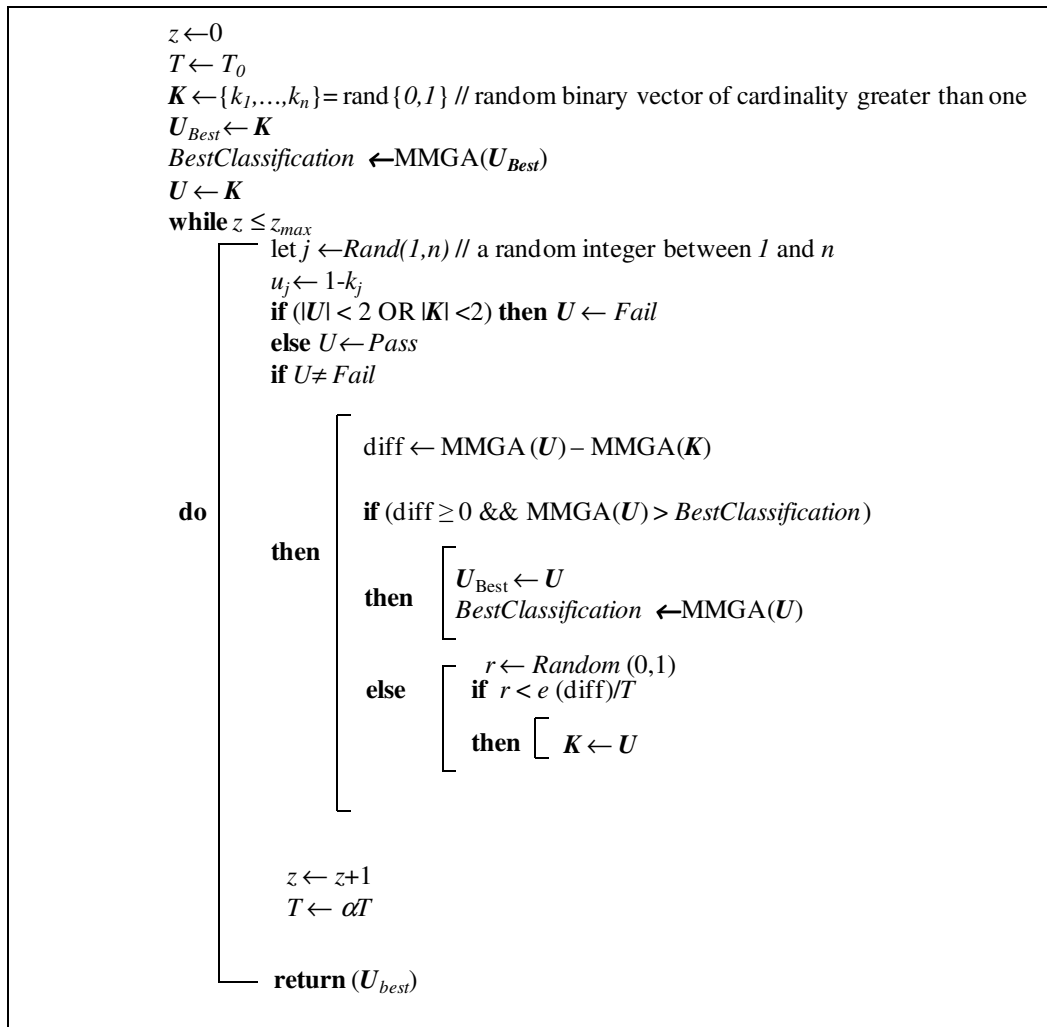 z ←0
T ← T0
K ←{k1,…,kn}= rand{0,1} // random binary vector of cardinality greater than one
UBest ← K
BestClassification ←MMGA(UBest)
U ← K
while z ≤ zmax
let j ←Rand(1,n) // a random integer between 1 and n
uj ← 1-kj
if (|U| < 2 OR |K| <2) then U ← Fail
else U ←Pass
if U≠ Fail
diff ← MMGA (U) – MMGA(K)
do
if (diff ≥ 0 && MMGA(U) > BestClassification)
then
UBest ← U
then
BestClassification ←MMGA(U)
r ← Random (0,1)
else if r < e (diff)/T
then K ← U
z ← z+1
T ← αT
return (Ubest)